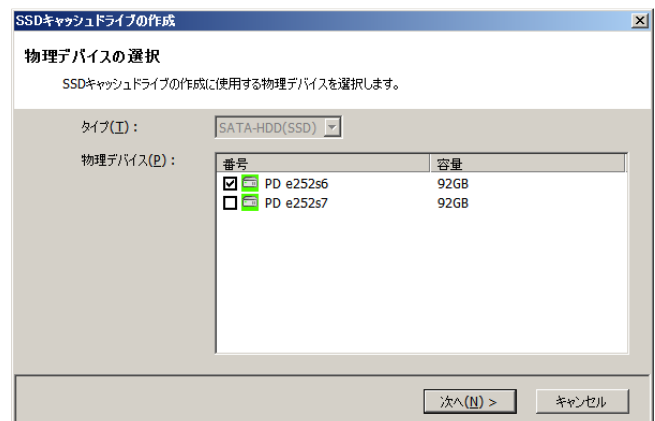 SSDキャッシュドライブの作成
物理デバイスの選択
SSDキャッシュドライブの作成に使用する物理デバイスを選択します。
タイプ(T)： SATA-HDD(SSD)
物理デバイス(P)： 番号 容量
PD e252s6 92GB
PD e252s7 92GB
次へ(N) > キャンセル